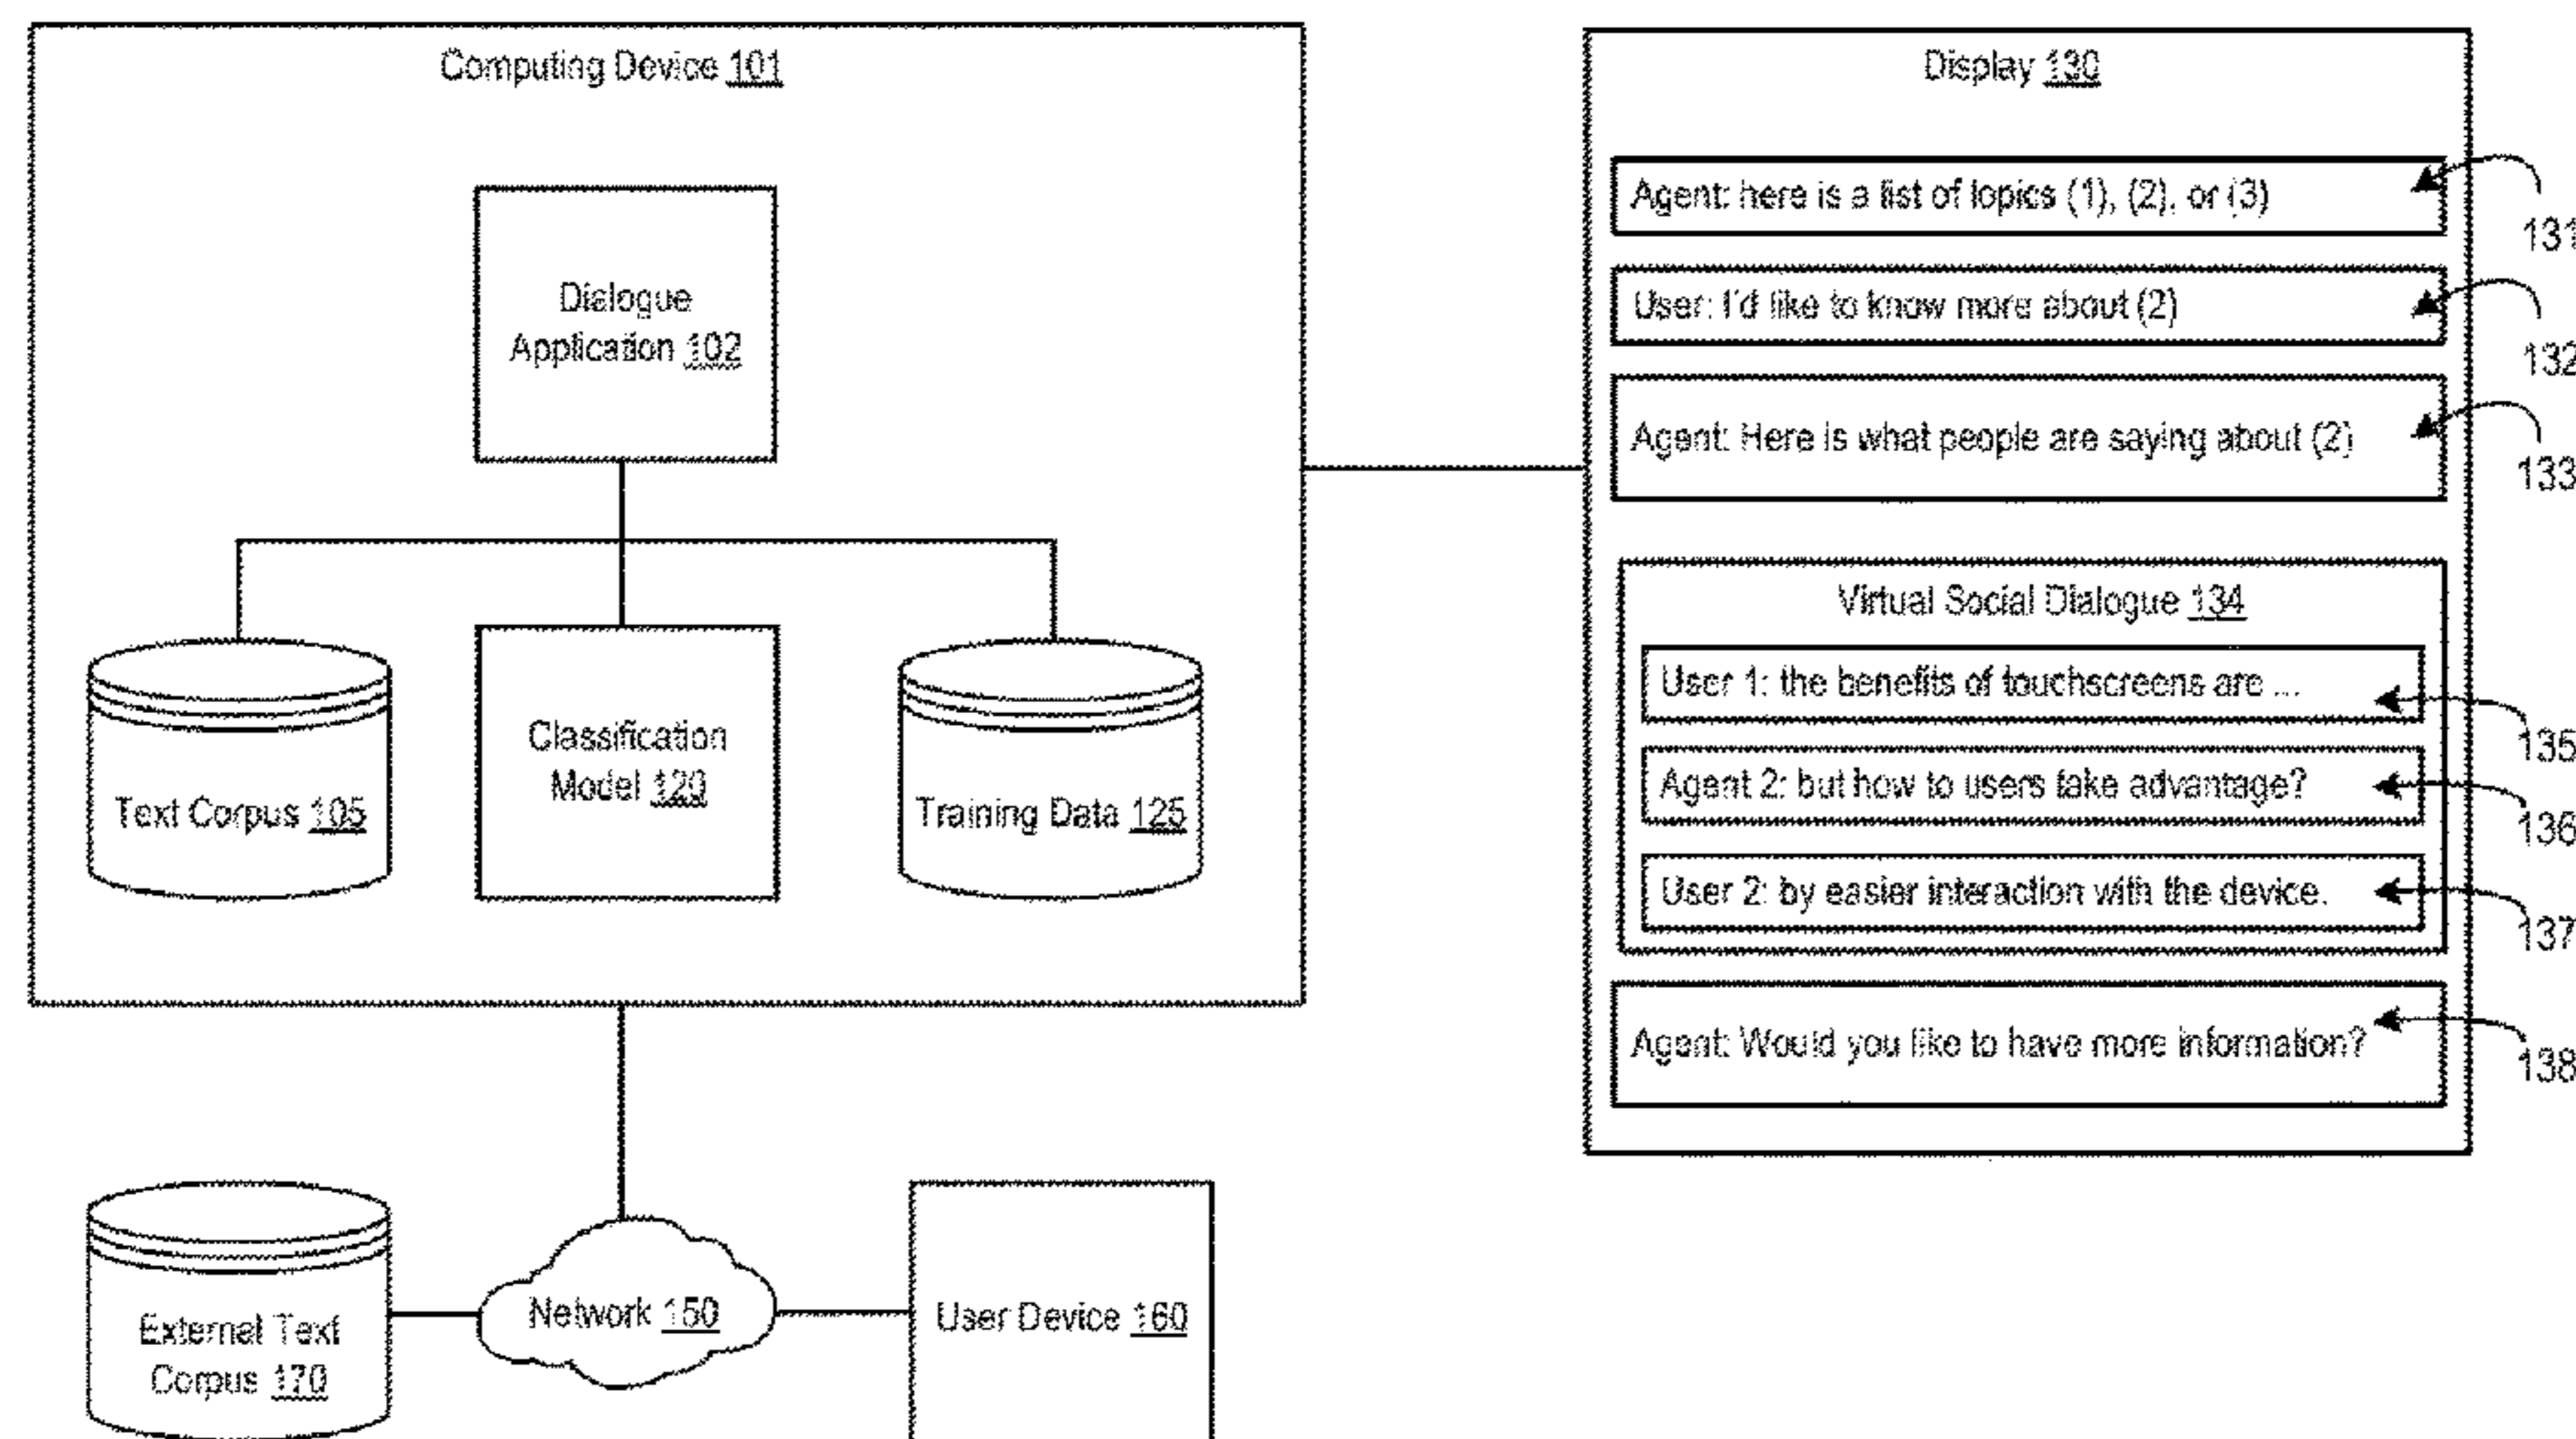 Computing Device 101
Dialogue
Application 102
Text Corpus 105
Classification
Model 120
Training Data 125
External Text
Corpus 170
Network 150
User Device 160
Display 130
Agent: here is a list of topics (1), (2), or (3)
131
User: I'd like to know more about (2)
132
Agent: Here is what people are saying about (2)
133
Virtual Social Dialogue 134
User 1: the benefits of touchscreens are ...
135
Agent 2: but how to users take advantage?
136
User 2: by easier interaction with the device.
137
Agent: Would you like to have more information?
138